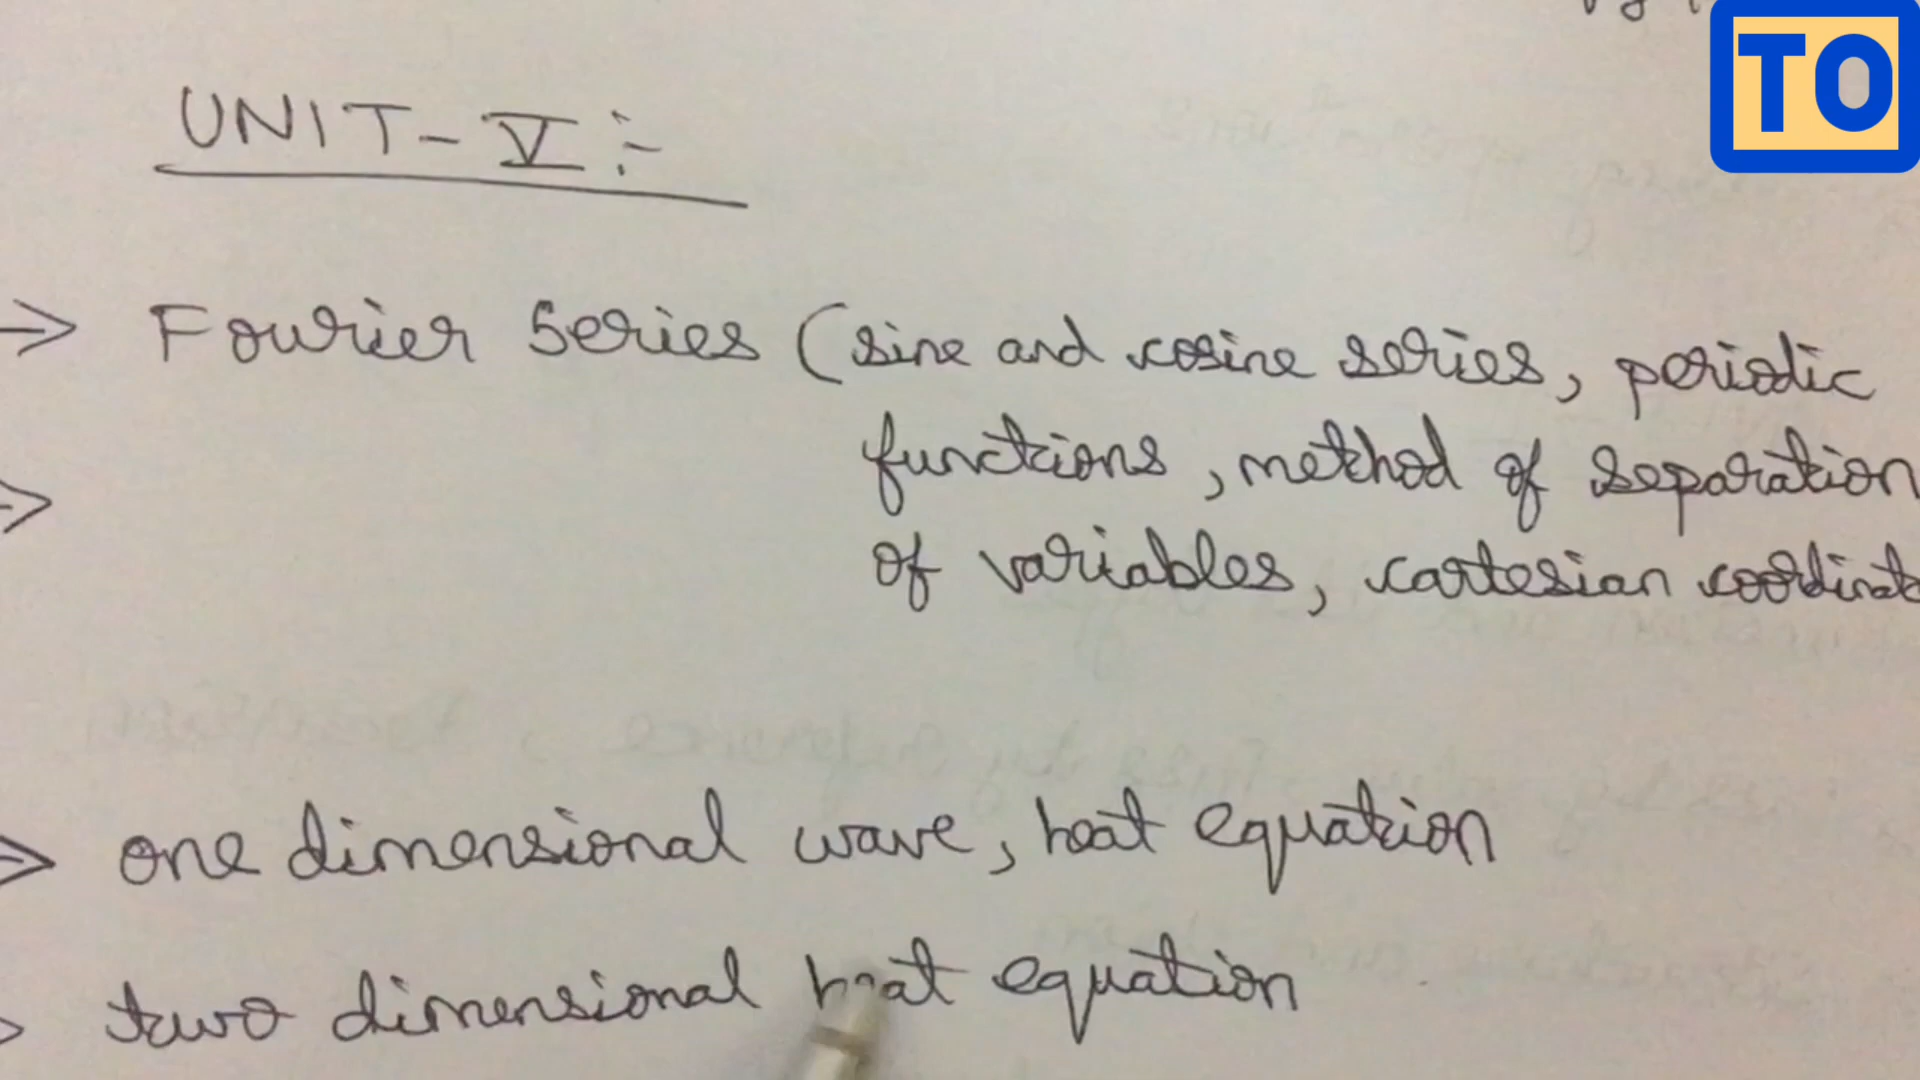 TO
UNIT-V:-
→ Fourier Series (sine and cosine series, periodic
functions, method of separation
→
of variables, cartesian coordinat
→ one dimensional wave, heat equation
→ two dimensional heat equation